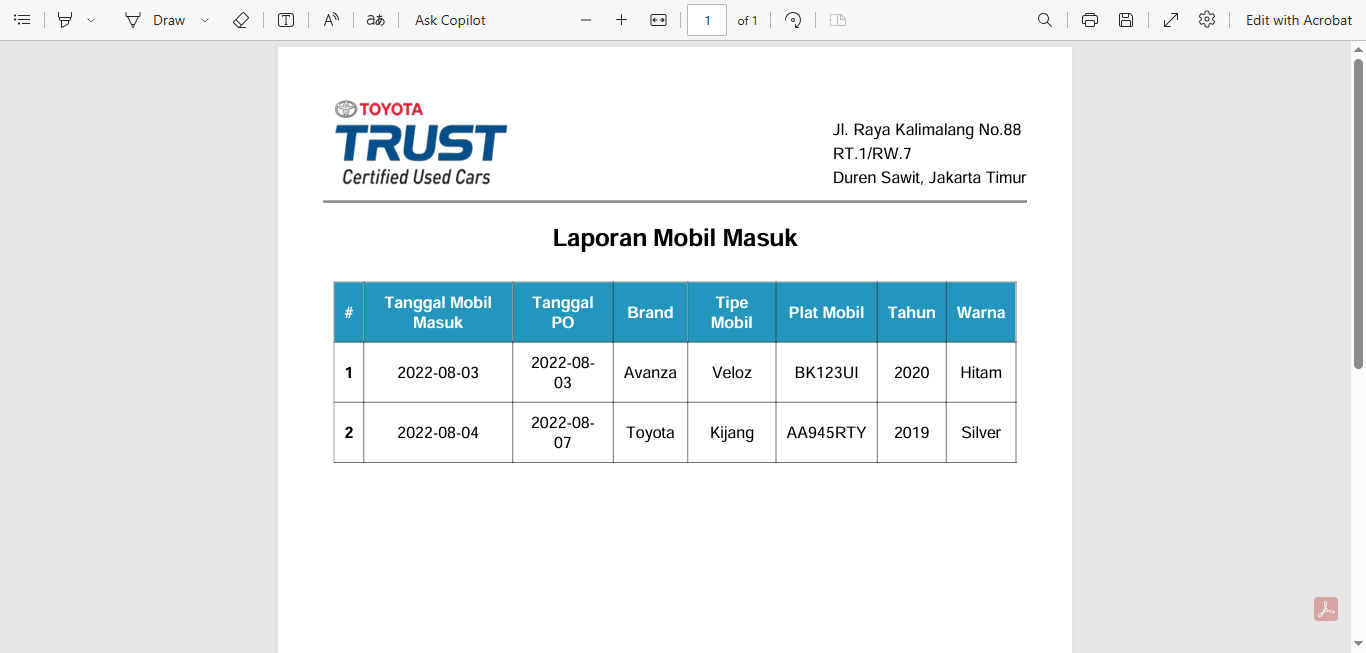 Draw
Ask Copilot
1 of 1
Edit with Acrobat
TOYOTA
TRUST
Certified Used Cars
Jl. Raya Kalimalang No.88
RT.1/RW.7
Duren Sawit, Jakarta Timur
Laporan Mobil Masuk
# Tanggal Mobil Masuk Tanggal PO Brand Tipe Mobil Plat Mobil Tahun Warna
1 2022-08-03 2022-08-03 Avanza Veloz BK123UI 2020 Hitam
2 2022-08-04 2022-08-07 Toyota Kijang AA945RTY 2019 Silver